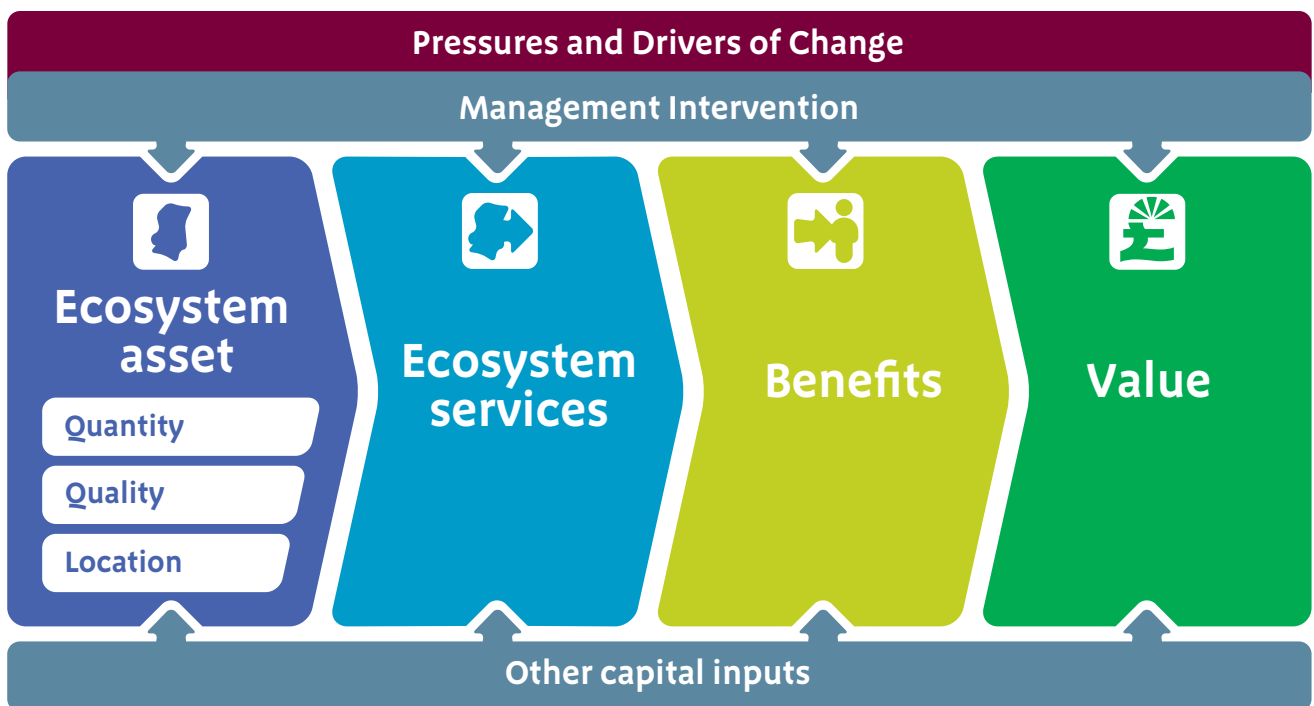 Pressures and Drivers of Change
Management Intervention
Ecosystem
asset
Quantity
Quality
Location
Ecosystem
services
Benefits
£
Value
Other capital inputs